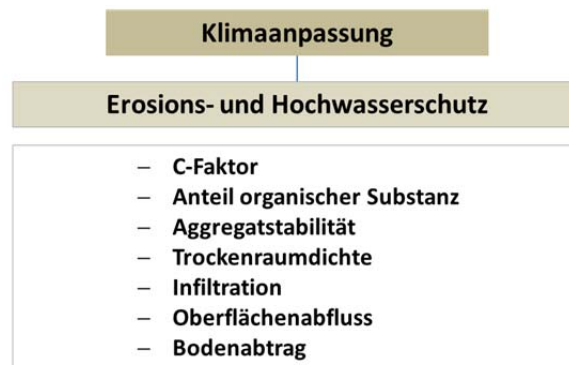 Klimaanpassung
Erosions- und Hochwasserschutz
– C-Faktor
– Anteil organischer Substanz
– Aggregatstabilität
– Trockenraumdichte
– Infiltration
– Oberflächenabfluss
– Bodenabtrag